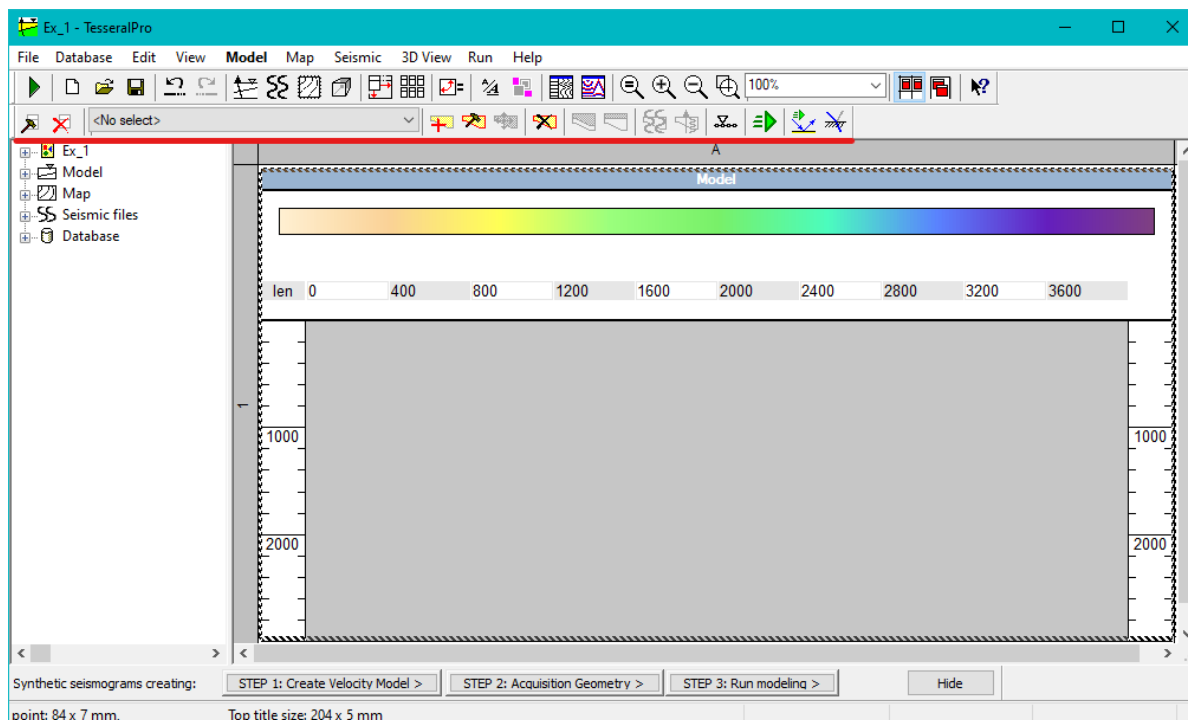 Ex_1 - TesseralPro
File Database Edit View Model Map Seismic 3D View Run Help
100%
<No select>
Ex_1
Model
Map
Seismic files
Database
A
Model
len 0 400 800 1200 1600 2000 2400 2800 3200 3600
1
1000 1000
2000 2000
Synthetic seismograms creating: STEP 1: Create Velocity Model > STEP 2: Acquisition Geometry > STEP 3: Run modeling > Hide
point: 84 x 7 mm. Top title size: 204 x 5 mm